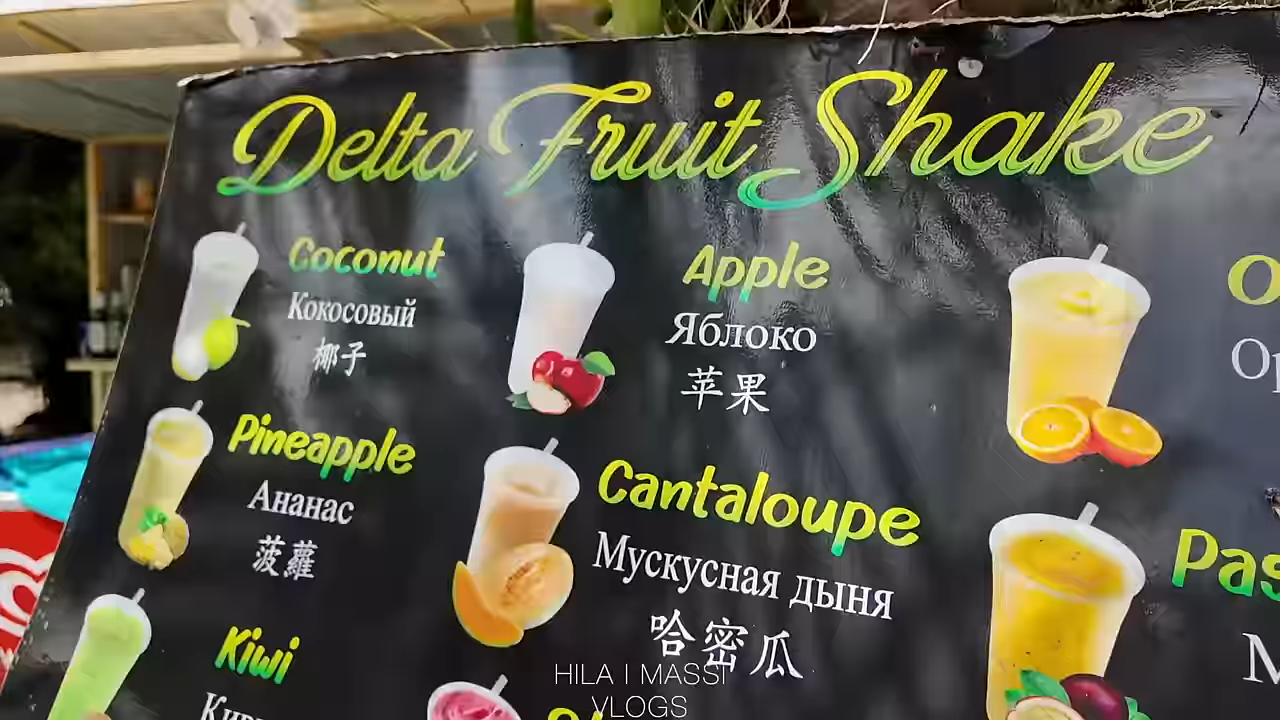 Delta Fruit Shake
Coconut
Кокосовый
椰子
Apple
Яблоко
苹果
Pineapple
Ананас
菠蘿
Cantaloupe
Мускусная дыня
哈密瓜
Kiwi
HILA I MASSI
VLOGS